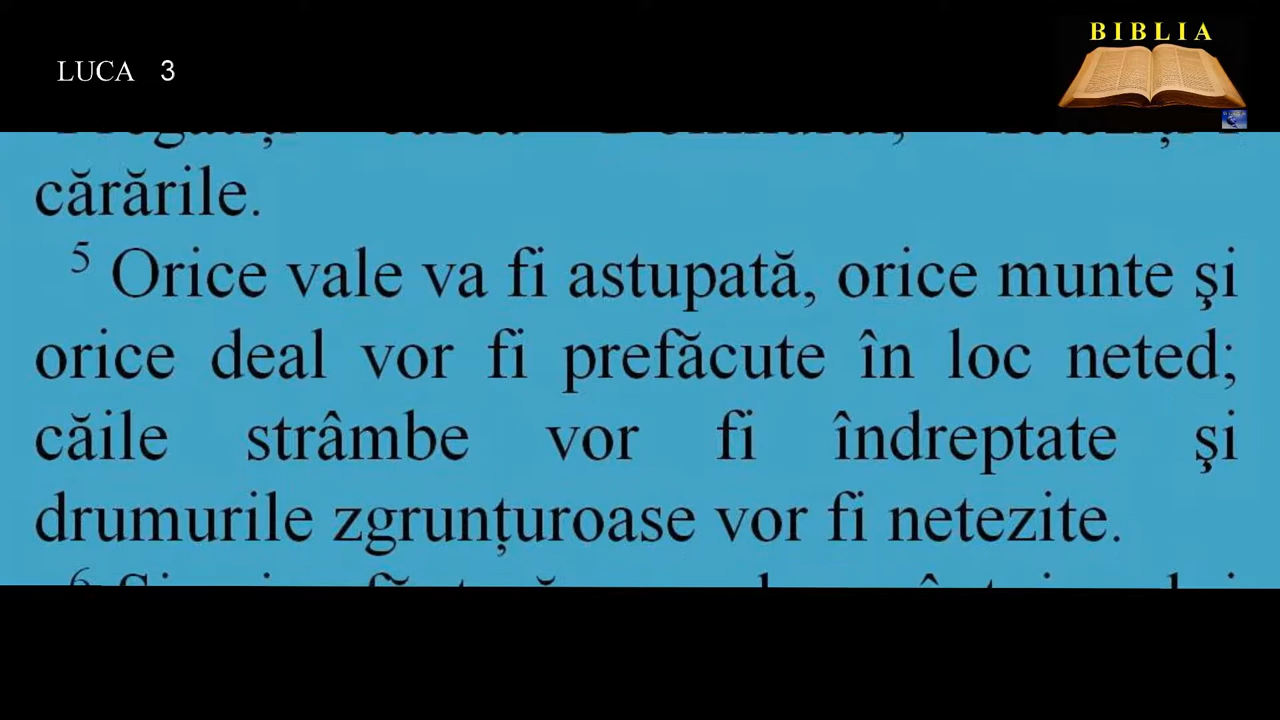 BIBLIA
LUCA 3
cărările.
5 Orice vale va fi astupată, orice munte şi
orice deal vor fi prefăcute în loc neted;
căile strâmbe vor fi îndreptate şi
drumurile zgrunțuroase vor fi netezite.